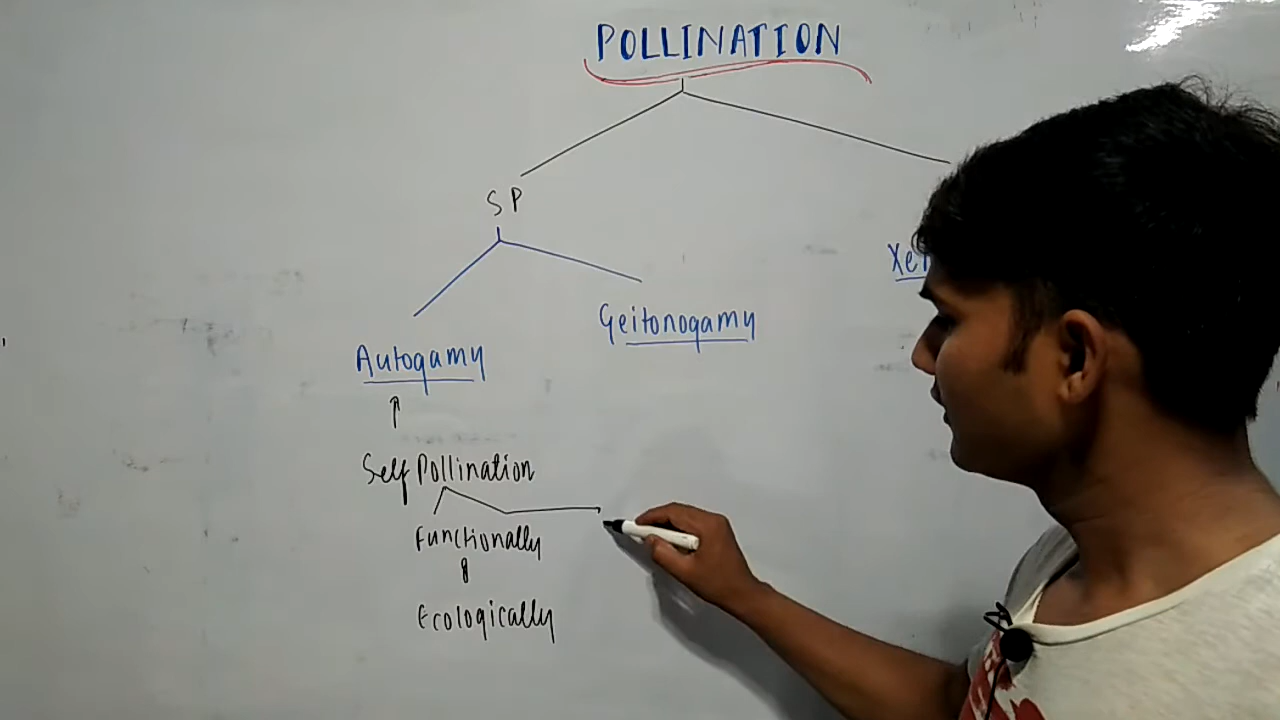 POLLINATION
SP
Geitonogamy
Autogamy
Self Pollination
Functionally
&
Ecologically